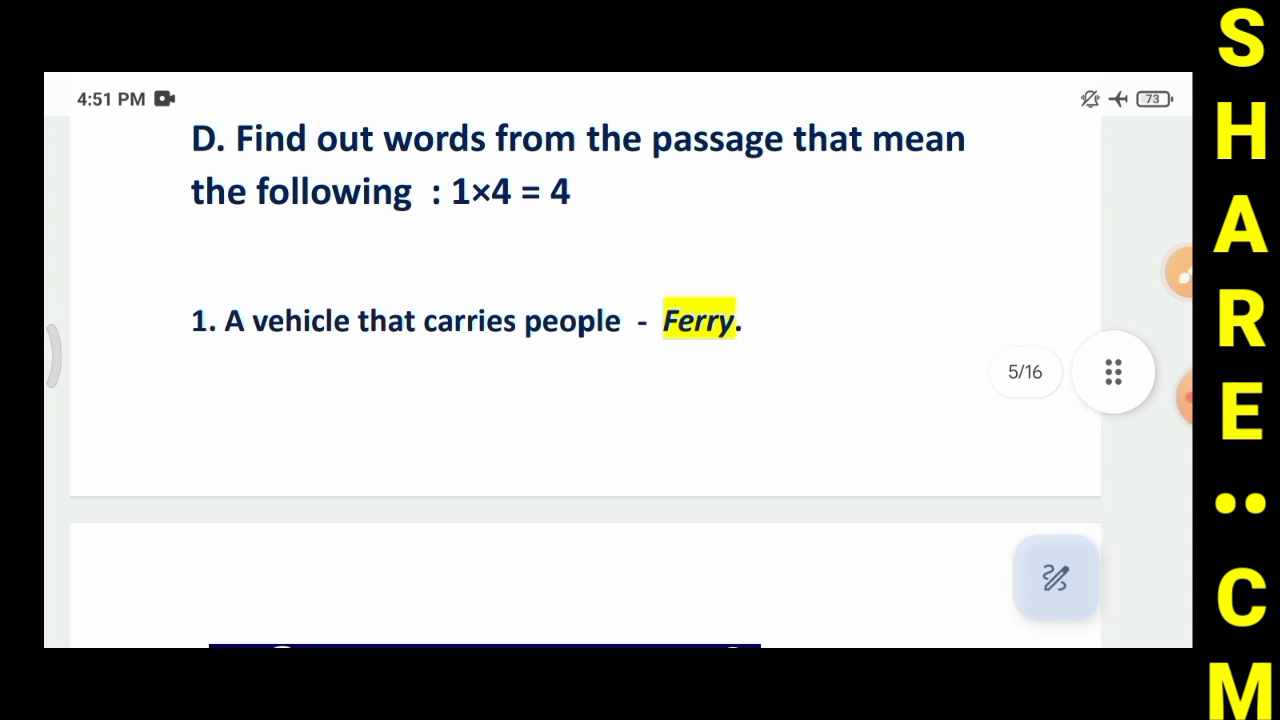 4:51 PM
73
D. Find out words from the passage that mean
the following : 1×4 = 4
1. A vehicle that carries people - Ferry.
5/16
S
H
A
R
E
••
C
M